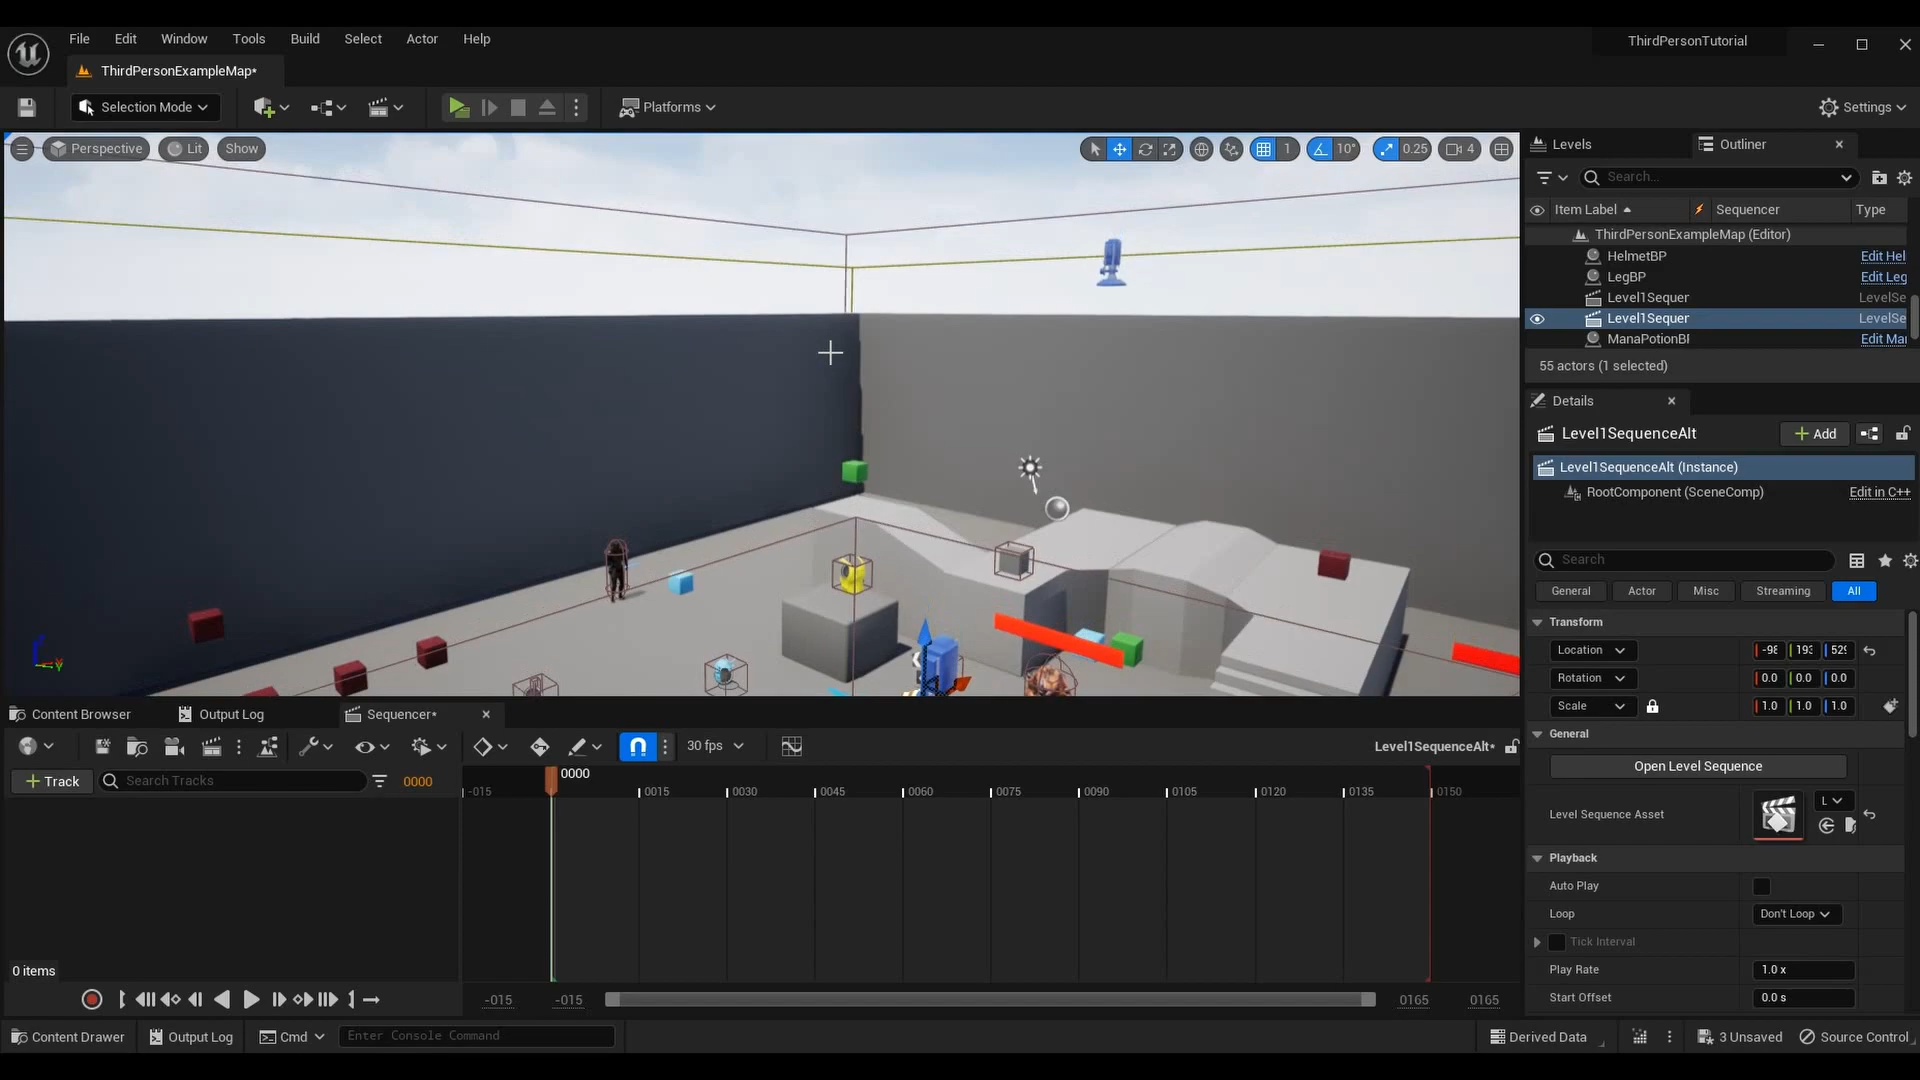 File Edit Window Tools Build Select Actor Help
ThirdPersonTutorial
ThirdPersonExampleMap*
Selection Mode
Platforms
Settings
Perspective Lit Show
1 10° 0.25 4
Levels Outliner
Search...
Item Label Sequencer Type
ThirdPersonExampleMap (Editor)
HelmetBP Edit Hel
LegBP Edit Leg
Level1Sequer LevelSe
Level1Sequer LevelSe
ManaPotionBl Edit Mar
55 actors (1 selected)
Details
Level1SequenceAlt Add
Level1SequenceAlt (Instance)
RootComponent (SceneComp) Edit in C++
Search
General Actor Misc Streaming All
Transform
Location -98 193 529
Rotation 0.0 0.0 0.0
Scale 1.0 1.0 1.0
General
Open Level Sequence
Level Sequence Asset L
Playback
Auto Play
Loop Don't Loop
Tick Interval
Play Rate 1.0 x
Start Offset 0.0 s
Content Browser Output Log Sequencer*
30 fps Level1SequenceAlt*
+ Track Search Tracks 0000
0000
-015 0015 0030 0045 0060 0075 0090 0105 0120 0135 0150
0 items
-015 -015 0165 0165
Content Drawer Output Log Cmd Enter Console Command Derived Data 3 Unsaved Source Control